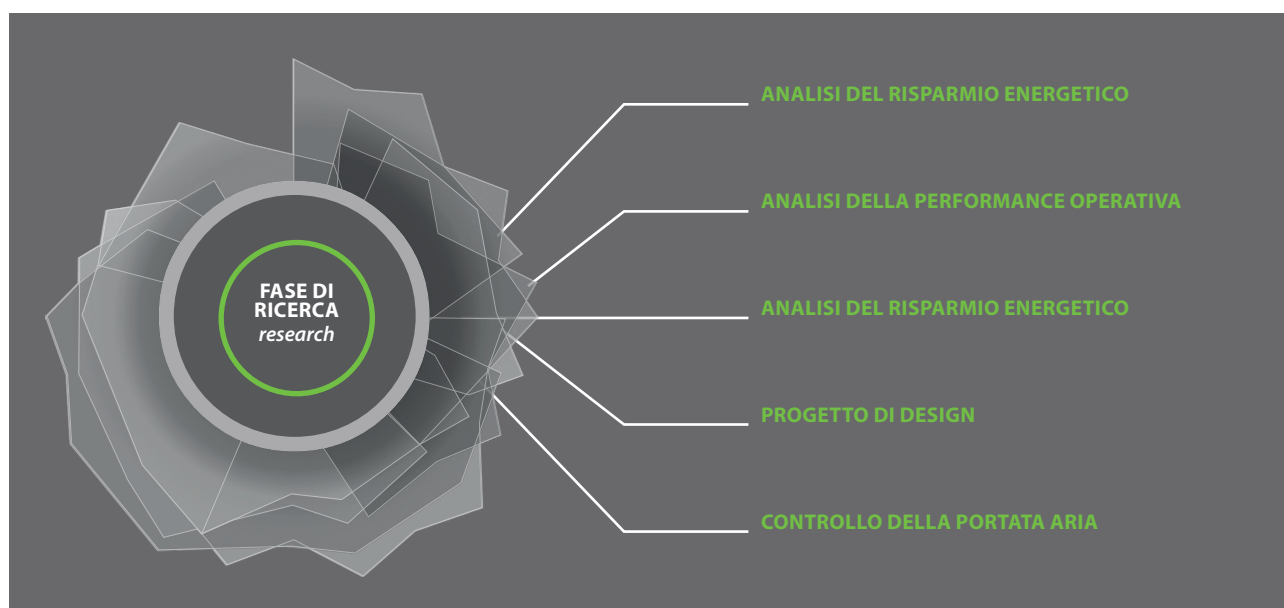 FASE DI
RICERCA
research
ANALISI DEL RISPARMIO ENERGETICO
ANALISI DELLA PERFORMANCE OPERATIVA
ANALISI DEL RISPARMIO ENERGETICO
PROGETTO DI DESIGN
CONTROLLO DELLA PORTATA ARIA